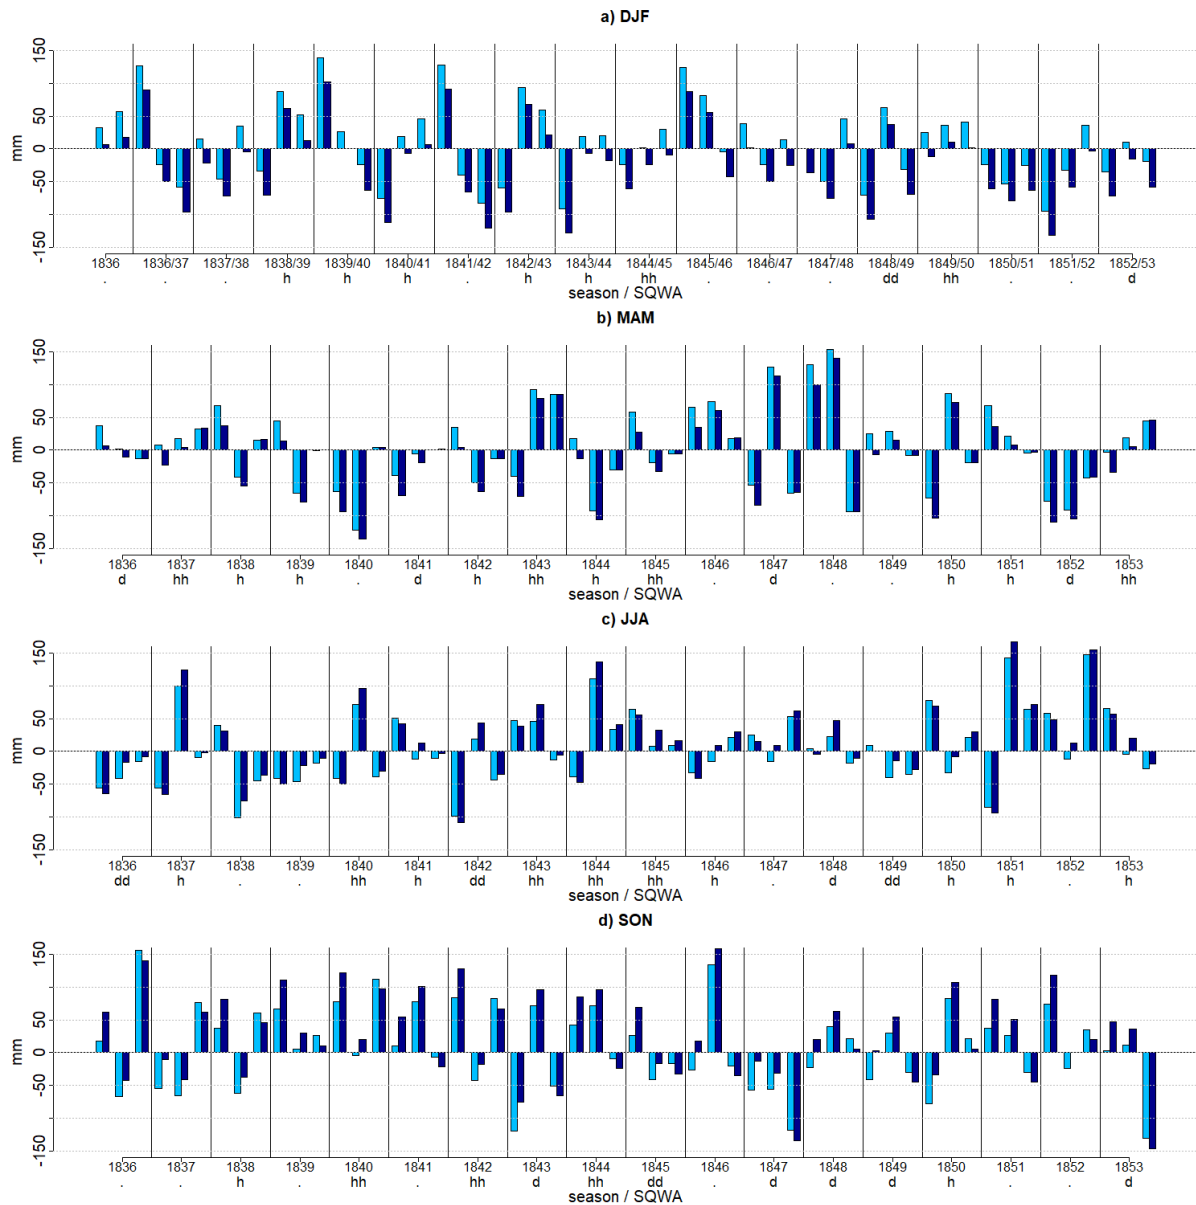 a) DJF
150
50
0
-50
-150
mm
1836 1836/37 1837/38 1838/39 1839/40 1840/41 1841/42 1842/43 1843/44 1844/45 1845/46 1846/47 1847/48 1848/49 1849/50 1850/51 1851/52 1852/53
. . . h h h . h h hh . . . dd hh . . d
season / SQWA
b) MAM
150
50
0
-50
-150
mm
1836 1837 1838 1839 1840 1841 1842 1843 1844 1845 1846 1847 1848 1849 1850 1851 1852 1853
d hh h h . d h hh h hh . d . . h h d hh
season / SQWA
c) JJA
150
50
0
-50
-150
mm
1836 1837 1838 1839 1840 1841 1842 1843 1844 1845 1846 1847 1848 1849 1850 1851 1852 1853
dd h . . hh h dd hh hh hh h . d dd h h . h
season / SQWA
d) SON
150
50
0
-50
-150
mm
1836 1837 1838 1839 1840 1841 1842 1843 1844 1845 1846 1847 1848 1849 1850 1851 1852 1853
. . h . hh . hh d hh dd . d d d h . . d
season / SQWA